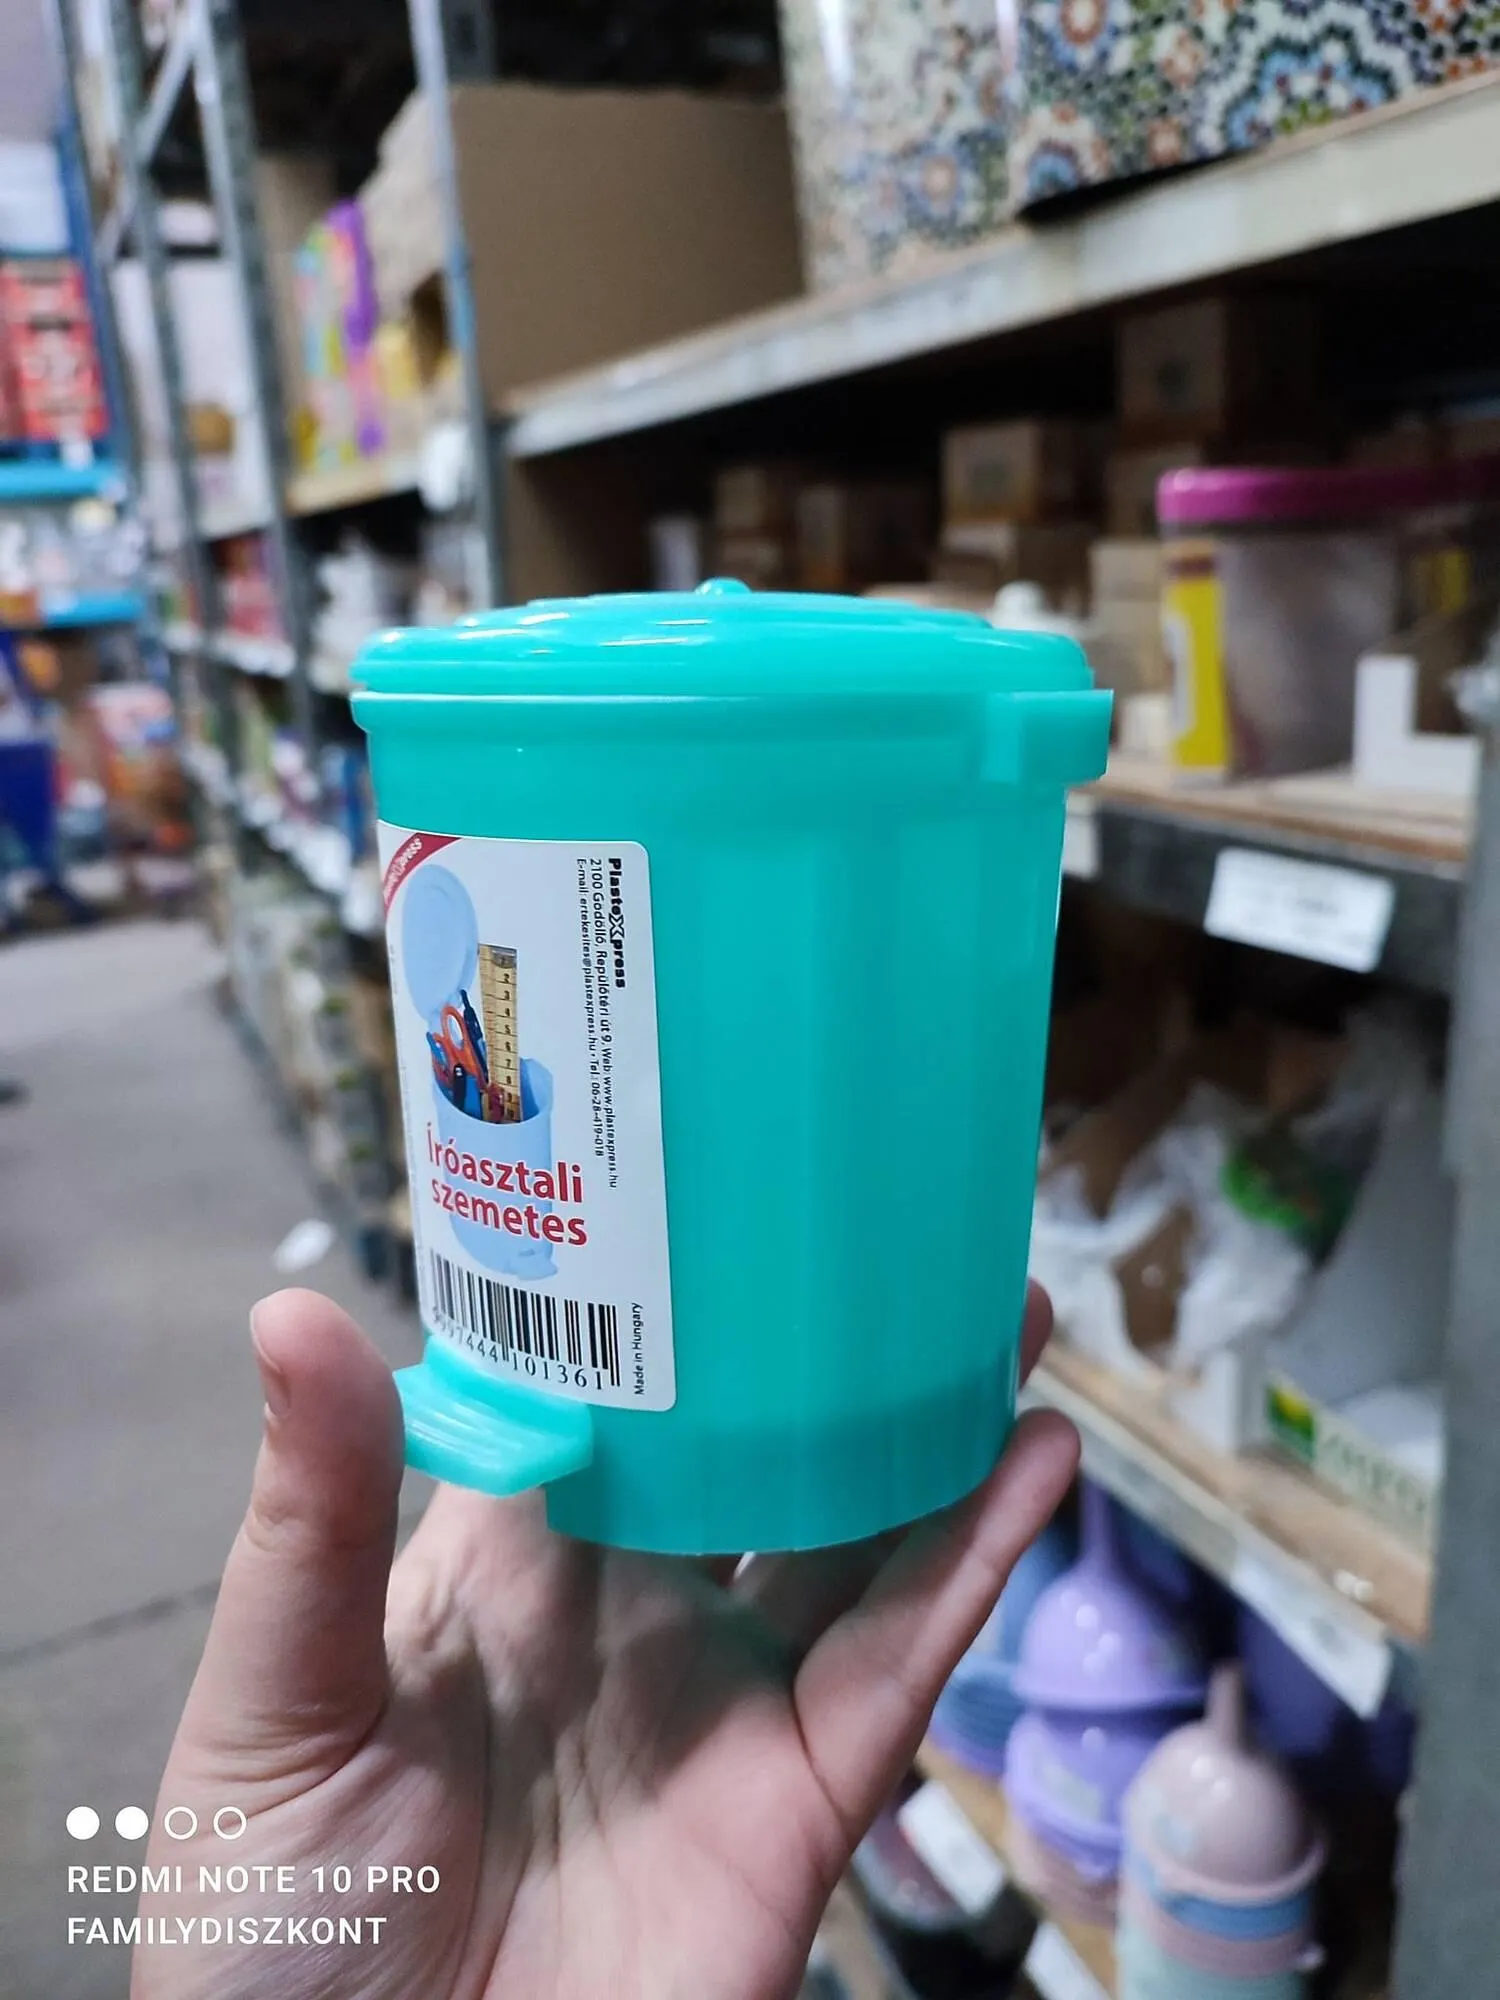 PlasteXpress
2100 Gödöllő, Repülőtéri út 9. Web: www.plastexpress.hu
E-mail: ertekesites@plastexpress.hu • Tel.: 06-28-419-018
Íróasztali
szemetes
Made in Hungary
REDMI NOTE 10 PRO
FAMILYDISZKONT